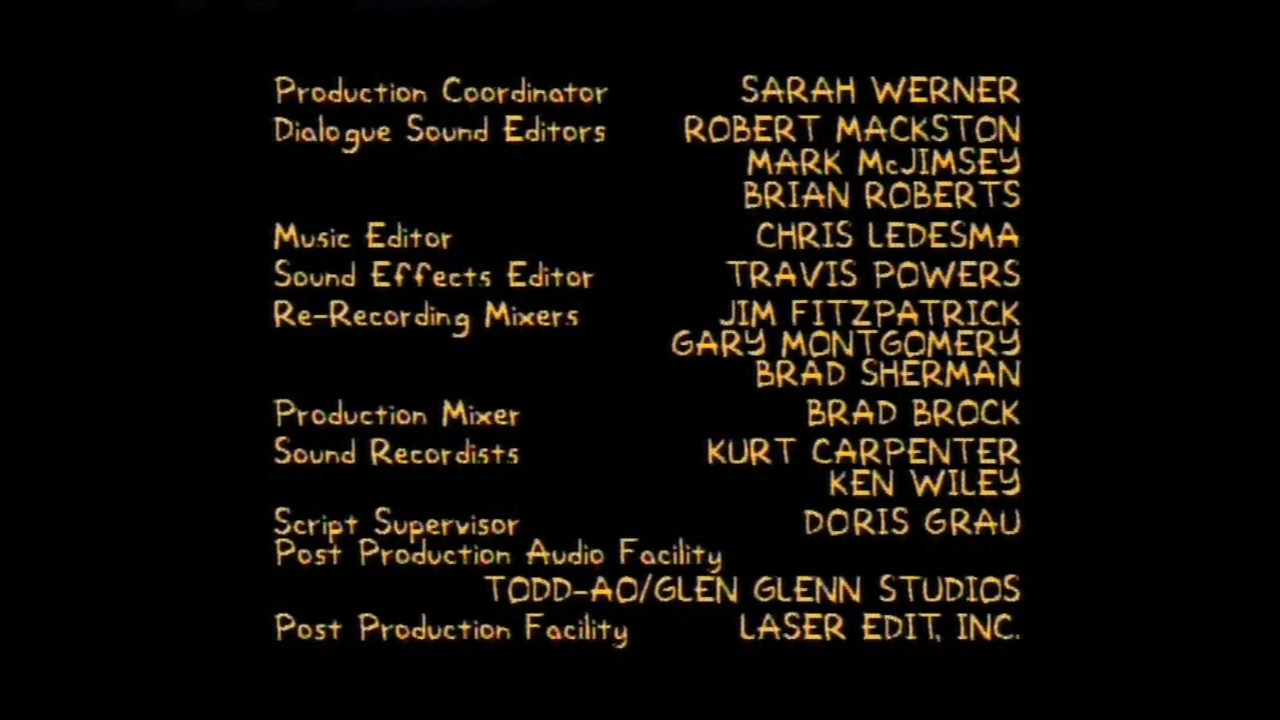 Production Coordinator SARAH WERNER
Dialogue Sound Editors ROBERT MACKSTON
MARK McJIMSEY
BRIAN ROBERTS
Music Editor CHRIS LEDESMA
Sound Effects Editor TRAVIS POWERS
Re-Recording Mixers JIM FITZPATRICK
GARY MONTGOMERY
BRAD SHERMAN
Production Mixer BRAD BROCK
Sound Recordists KURT CARPENTER
KEN WILEY
Script Supervisor DORIS GRAU
Post Production Audio Facility
TODD-AO/GLEN GLENN STUDIOS
Post Production Facility LASER EDIT, INC.